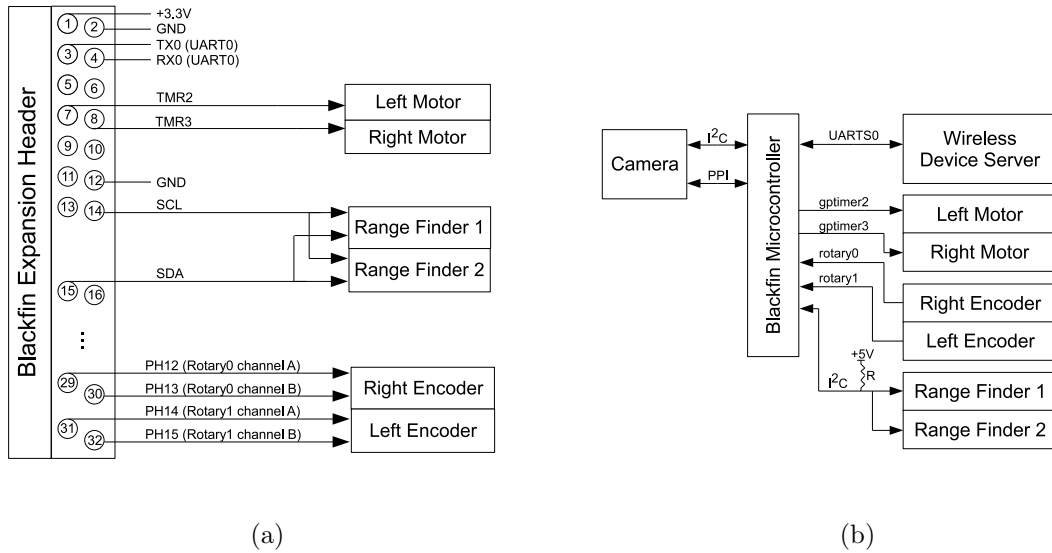 Blackfin Expansion Header
1
2
3
4
5
6
7
8
9
10
11
12
13
14
15
16
...
29
30
31
32
+3.3V
GND
TX0 (UART0)
RX0 (UART0)
TMR2
TMR3
GND
SCL
SDA
PH12 (Rotary0 channel A)
PH13 (Rotary0 channel B)
PH14 (Rotary1 channel A)
PH15 (Rotary1 channel B)
Left Motor
Right Motor
Range Finder 1
Range Finder 2
Right Encoder
Left Encoder
(a)
Camera
I²C
PPI
Blackfin Microcontroller
UARTS0
gptimer2
gptimer3
rotary0
rotary1
+5V
R
I²C
Wireless
Device Server
Left Motor
Right Motor
Right Encoder
Left Encoder
Range Finder 1
Range Finder 2
(b)